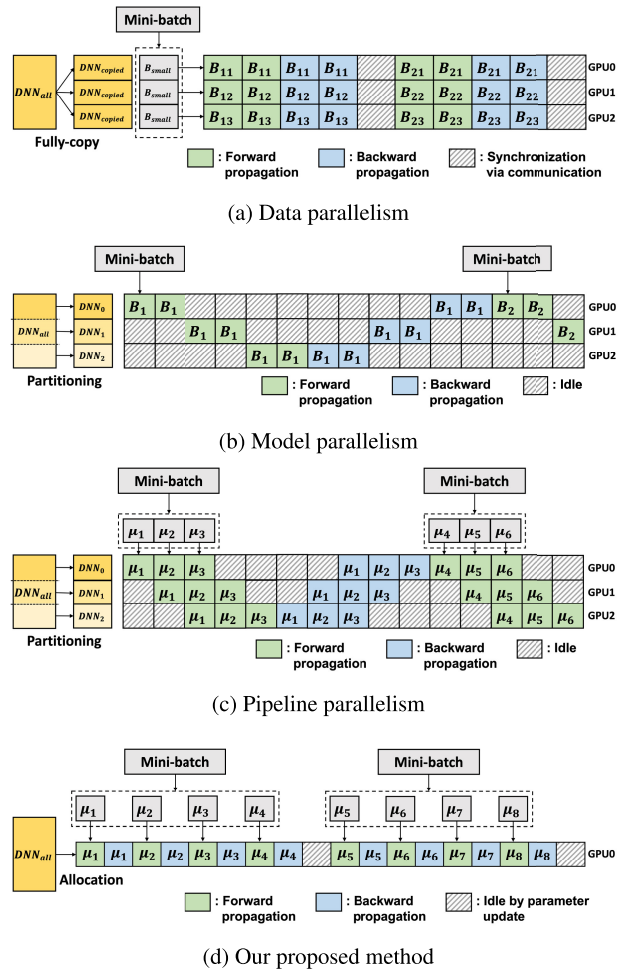 Mini-batch
DNN_all DNN_copied B_small B_11 B_11 B_11 B_11 B_21 B_21 B_21 B_21 GPU0
DNN_copied B_small B_12 B_12 B_12 B_12 B_22 B_22 B_22 B_22 GPU1
DNN_copied B_small B_13 B_13 B_13 B_13 B_23 B_23 B_23 B_23 GPU2
Fully-copy
: Forward propagation
: Backward propagation
: Synchronization via communication
(a) Data parallelism
Mini-batch Mini-batch
DNN_0 B_1 B_1 B_1 B_1 B_2 B_2 GPU0
DNN_all DNN_1 B_1 B_1 B_1 B_1 B_2 GPU1
DNN_2 B_1 B_1 B_1 B_1 GPU2
Partitioning
: Forward propagation
: Backward propagation
: Idle
(b) Model parallelism
Mini-batch Mini-batch
μ_1 μ_2 μ_3 μ_4 μ_5 μ_6
DNN_0 μ_1 μ_2 μ_3 μ_1 μ_2 μ_3 μ_4 μ_5 μ_6 GPU0
DNN_all DNN_1 μ_1 μ_2 μ_3 μ_1 μ_2 μ_3 μ_4 μ_5 μ_6 GPU1
DNN_2 μ_1 μ_2 μ_3 μ_1 μ_2 μ_3 μ_4 μ_5 μ_6 GPU2
Partitioning
: Forward propagation
: Backward propagation
: Idle
(c) Pipeline parallelism
Mini-batch Mini-batch
μ_1 μ_2 μ_3 μ_4 μ_5 μ_6 μ_7 μ_8
DNN_all μ_1 μ_1 μ_2 μ_2 μ_3 μ_3 μ_4 μ_4 μ_5 μ_5 μ_6 μ_6 μ_7 μ_7 μ_8 μ_8 GPU0
Allocation
: Forward propagation
: Backward propagation
: Idle by parameter update
(d) Our proposed method